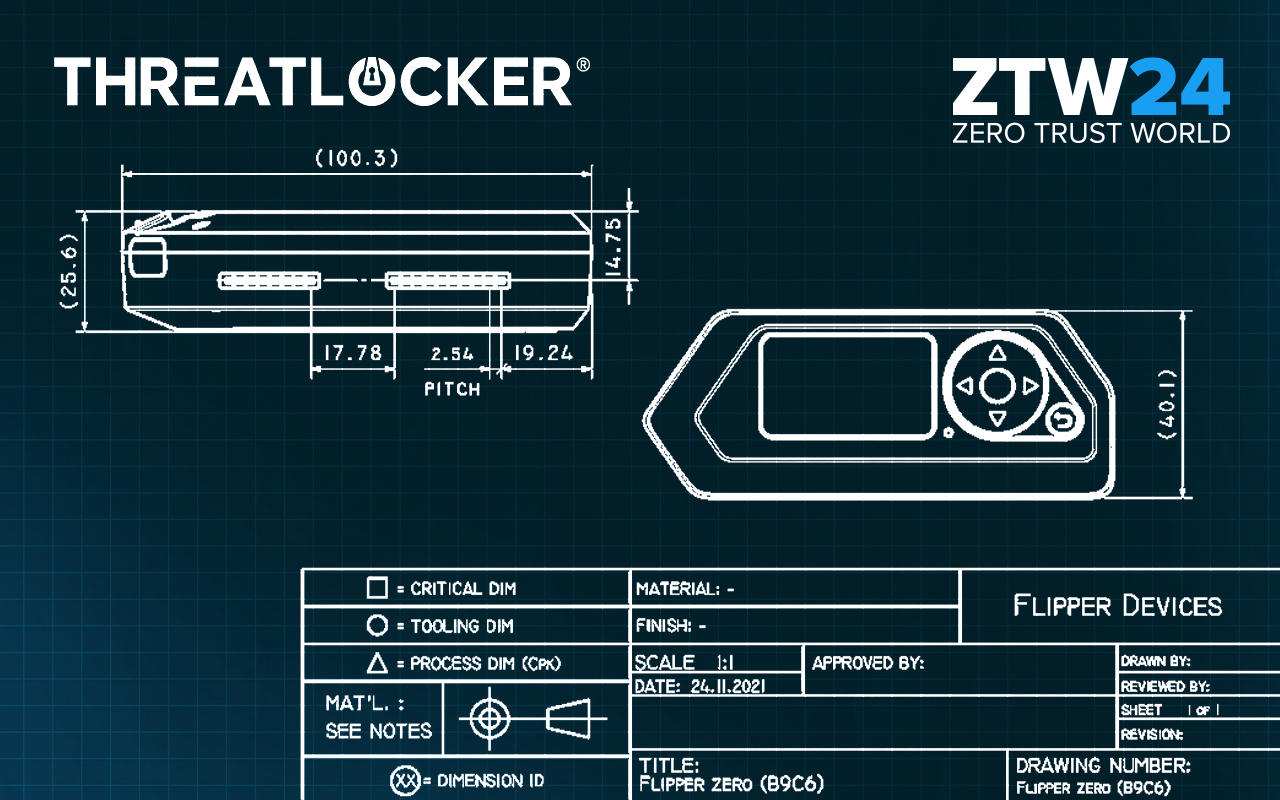 THREATLOCKER®
ZTW24
ZERO TRUST WORLD
(100.3)
(25.6)
14.75
17.78
2.54
19.24
PITCH
(40.1)
= CRITICAL DIM
= TOOLING DIM
= PROCESS DIM (CPK)
MAT'L. :
SEE NOTES
XX = DIMENSION ID
MATERIAL: -
FINISH: -
SCALE 1:1
DATE: 24.11.2021
APPROVED BY:
FLIPPER DEVICES
DRAWN BY:
REVIEWED BY:
SHEET 1 OF 1
REVISION:
TITLE:
FLIPPER ZERO (B9C6)
DRAWING NUMBER:
FLIPPER ZERO (B9C6)